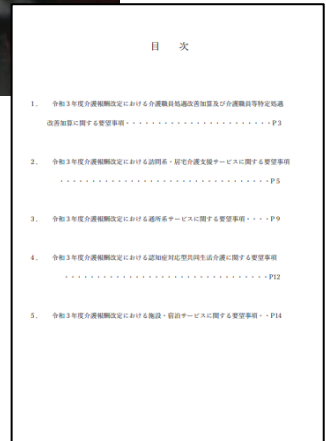 目　次
1．　令和３年度介護報酬改定における介護職員処遇改善加算及び介護職員等特定処遇
改善加算に関する要望事項・・・・・・・・・・・・・・・・・・・・・・・・P３
2．　令和３年度介護報酬改定における訪問系・居宅介護支援サービスに関する要望事項
・・・・・・・・・・・・・・・・・・・・・・・・・・・・・・・・・P５
3．　令和３年度介護報酬改定における通所系サービスに関する要望事項・・・・P９
4．　令和３年度介護報酬改定における認知症対応型共同生活介護に関する要望事項
・・・・・・・・・・・・・・・・・・・・・・・・・・・・・・・・P12
5．　令和３年度介護報酬改定における施設・宿泊サービスに関する要望事項・・P14